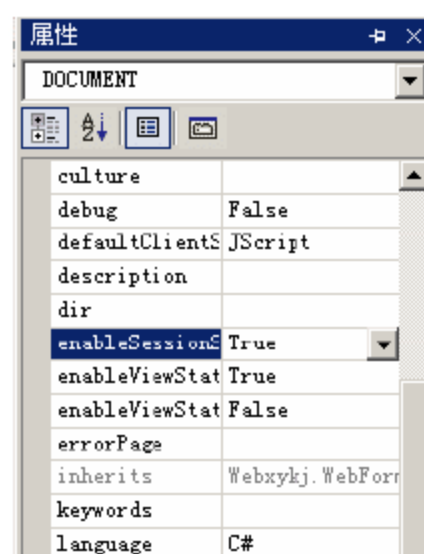 属性
DOCUMENT
culture
debug False
defaultClientS JScript
description
dir
enableSessionS True
enableViewStat True
enableViewStat False
errorPage
inherits Webxykj.WebForm
keywords
language C#